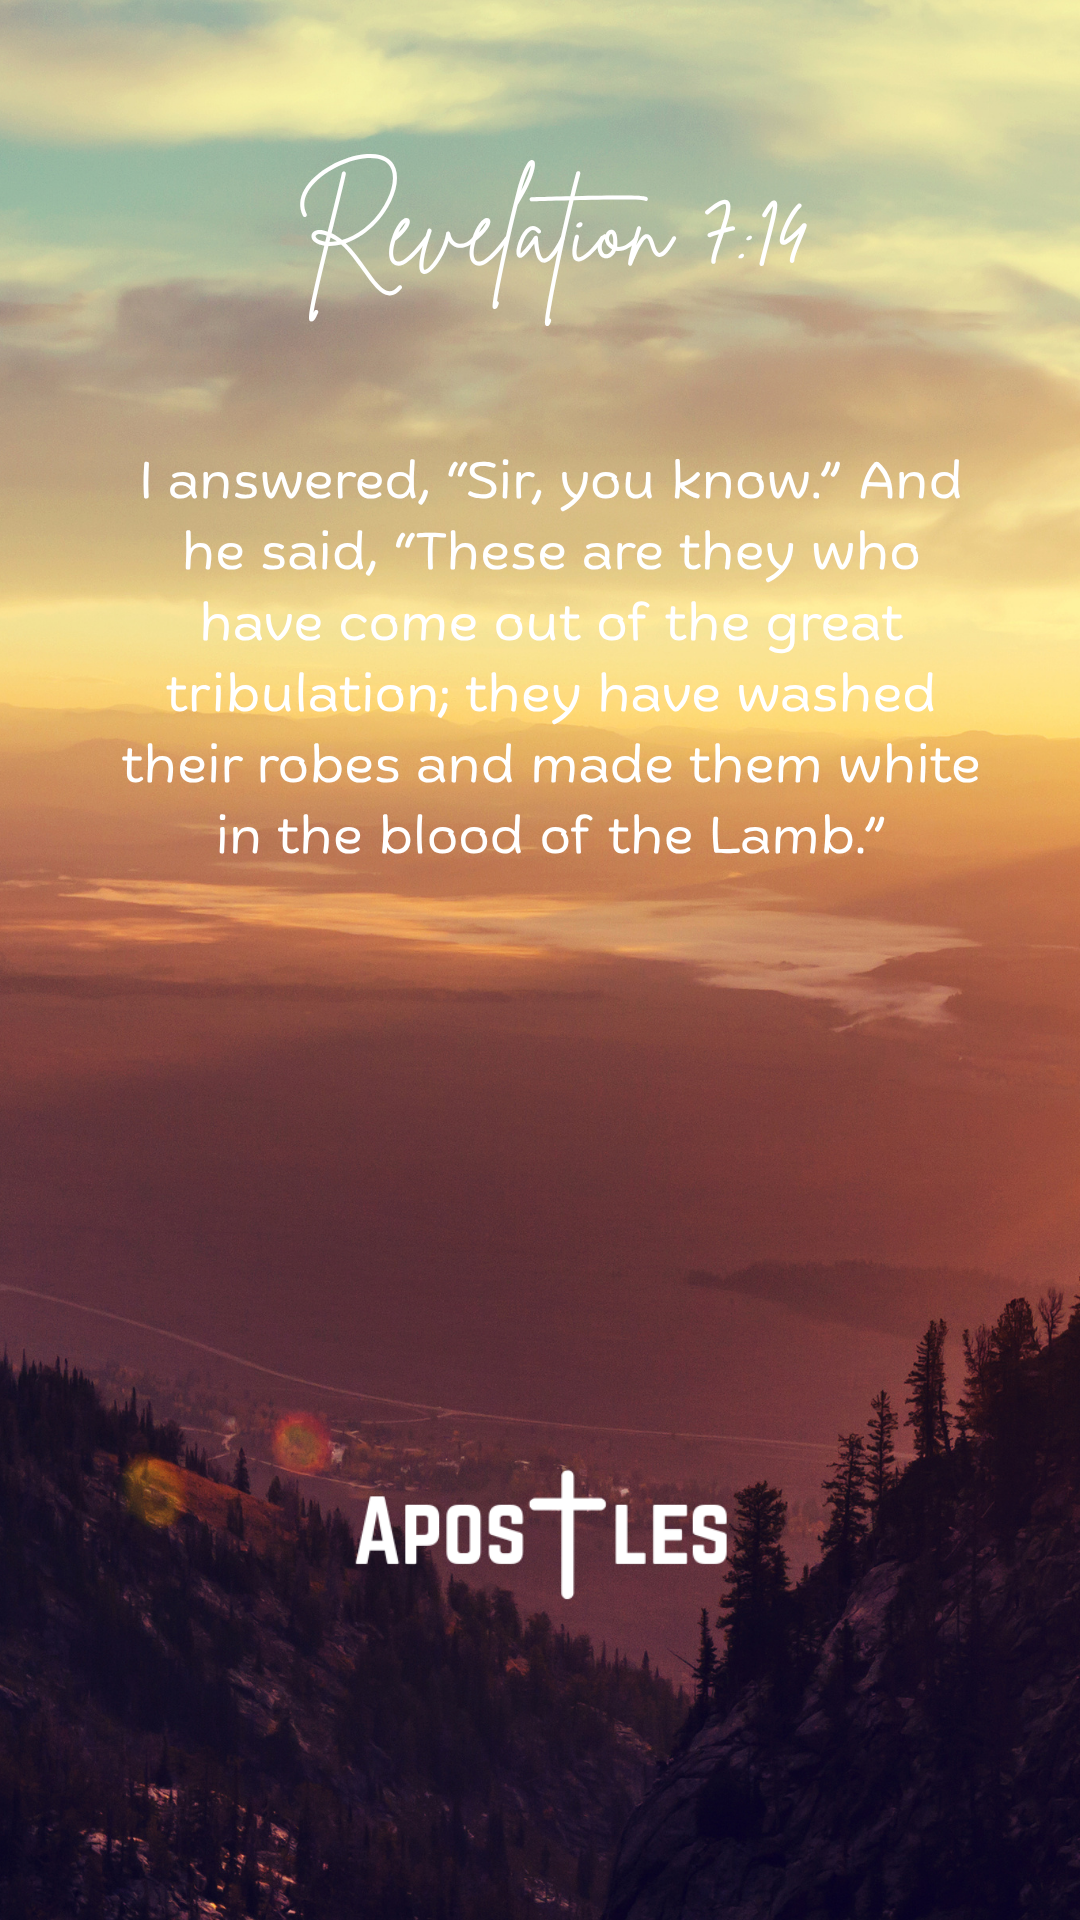 Revelation 7:14
I answered, “Sir, you know.” And
he said, “These are they who
have come out of the great
tribulation; they have washed
their robes and made them white
in the blood of the Lamb.”
APOSTLES